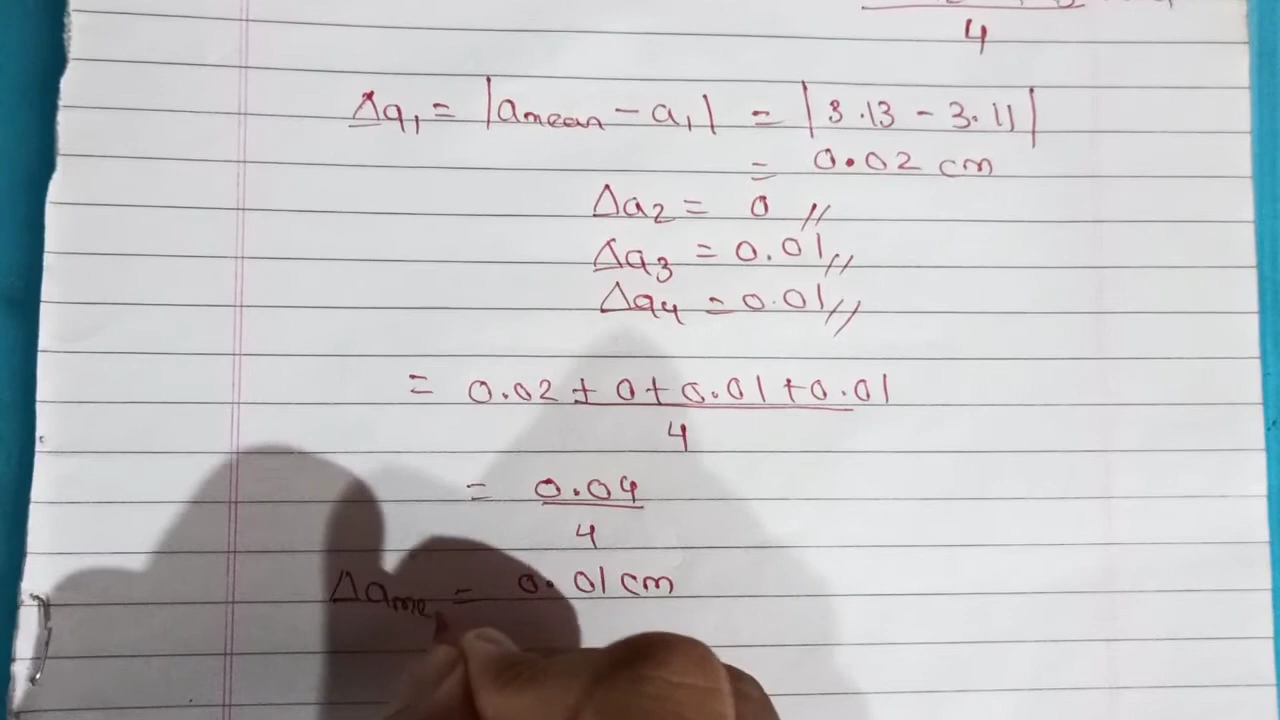 4
Δa₁ = |amean - a₁| = |3.13 - 3.11|
= 0.02 cm
Δa₂ = 0 〃
Δa₃ = 0.01〃
Δa₄ = 0.01〃
= 0.02 + 0 + 0.01 + 0.01
4
= 0.04
4
Δame = 0.01 cm